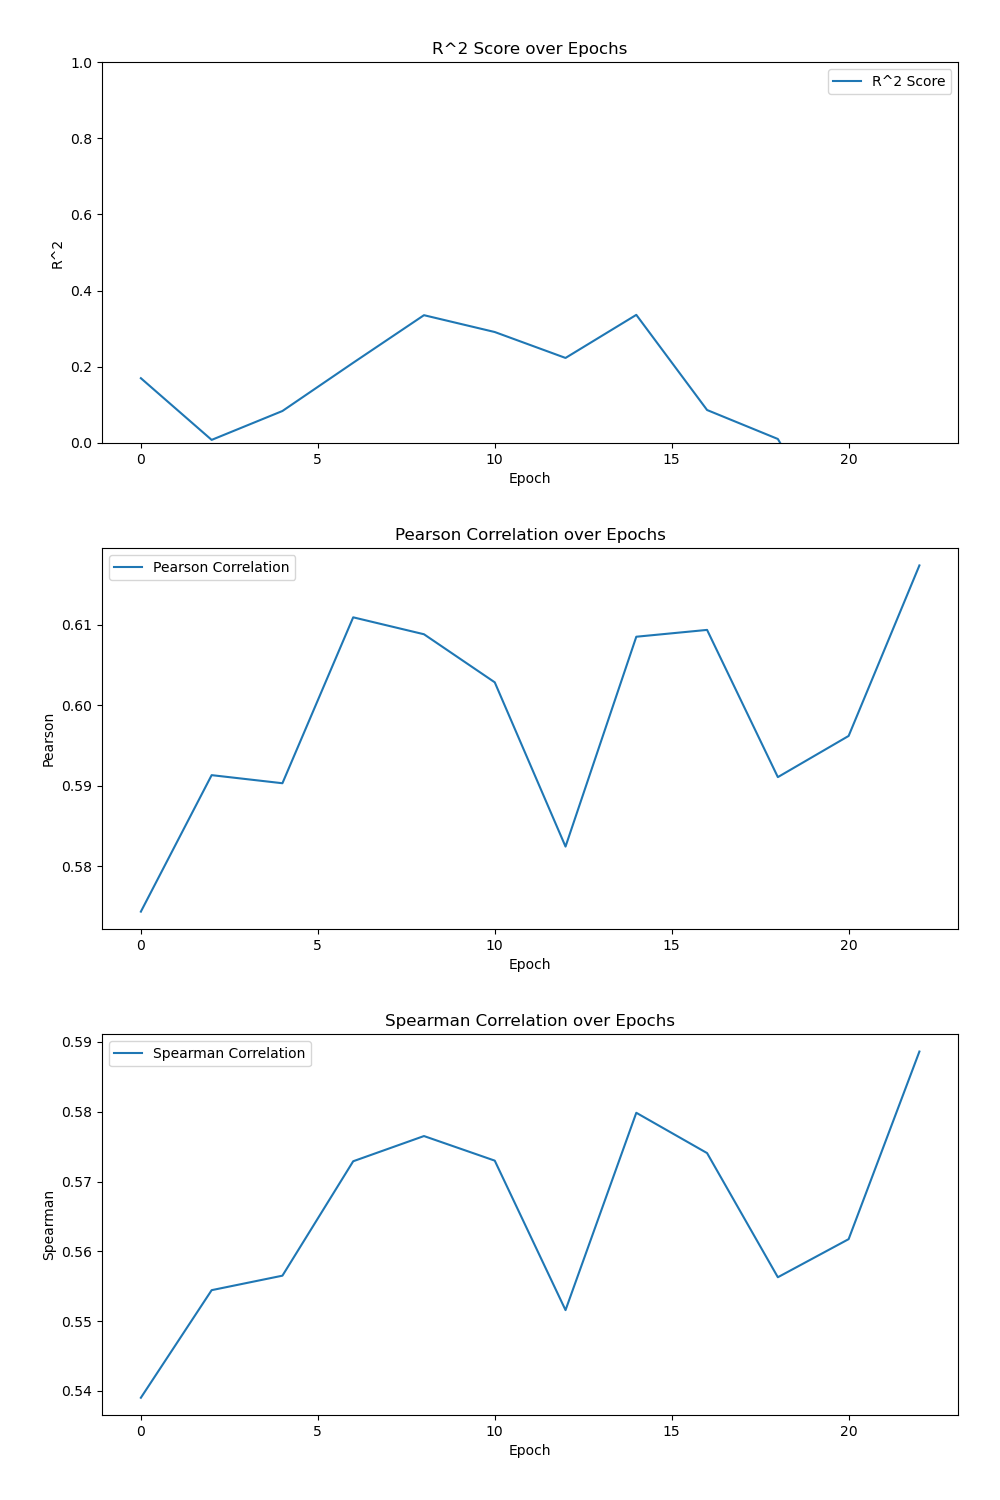 R^2 Score over Epochs
R^2 Score
1.0
0.8
0.6
0.4
0.2
0.0
R^2
0 5 10 15 20
Epoch
Pearson Correlation over Epochs
Pearson Correlation
0.61
0.60
0.59
0.58
Pearson
0 5 10 15 20
Epoch
Spearman Correlation over Epochs
Spearman Correlation
0.59
0.58
0.57
0.56
0.55
0.54
Spearman
0 5 10 15 20
Epoch